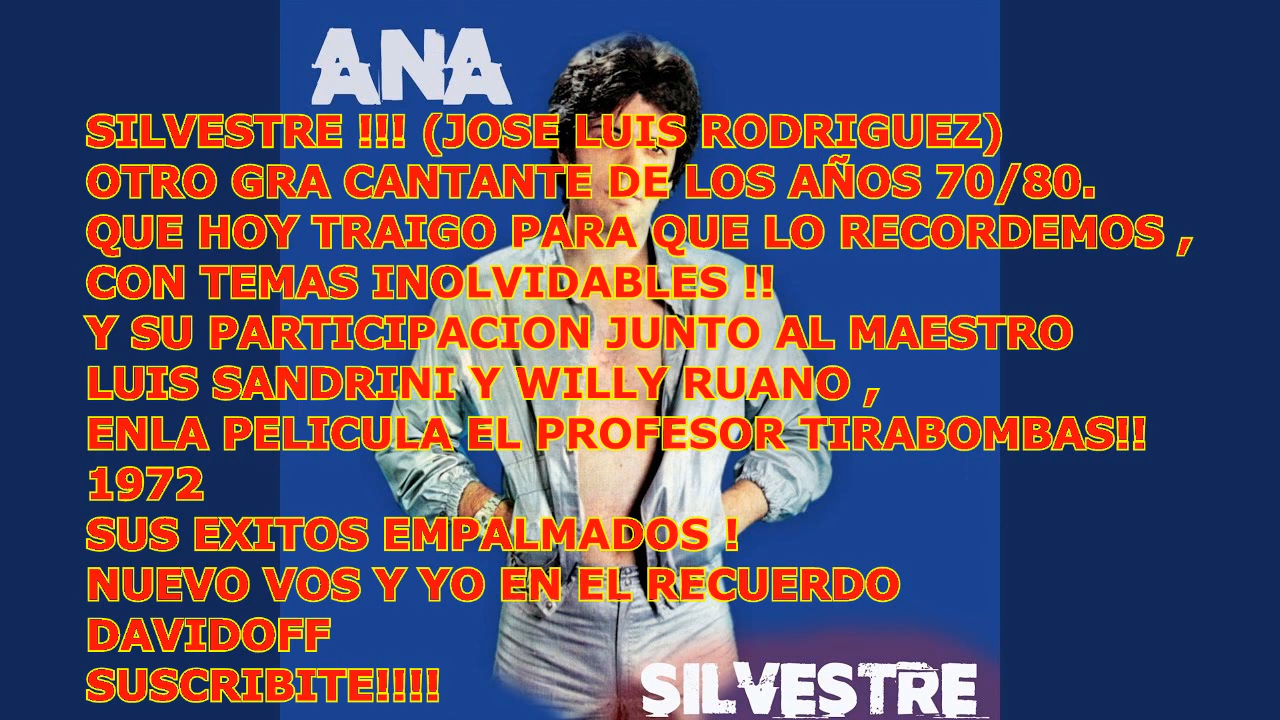 ANA
SILVESTRE !!! (JOSE LUIS RODRIGUEZ)
OTRO GRA CANTANTE DE LOS AÑOS 70/80.
QUE HOY TRAIGO PARA QUE LO RECORDEMOS ,
CON TEMAS INOLVIDABLES !!
Y SU PARTICIPACION JUNTO AL MAESTRO
LUIS SANDRINI Y WILLY RUANO ,
ENLA PELICULA EL PROFESOR TIRABOMBAS!!
1972
SUS EXITOS EMPALMADOS !
NUEVO VOS Y YO EN EL RECUERDO
DAVIDOFF
SUSCRIBITE!!!!
SILVESTRE